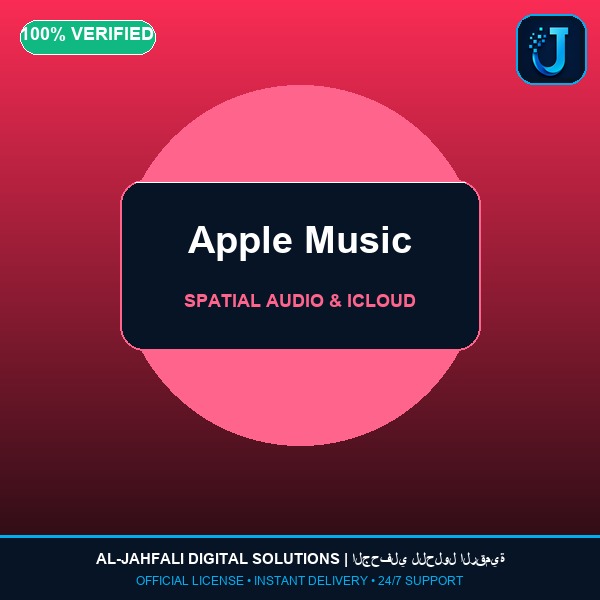 100% VERIFIED
J
Apple Music
SPATIAL AUDIO & ICLOUD
AL-JAHFALI DIGITAL SOLUTIONS | الجحفلي للحلول الرقمية
OFFICIAL LICENSE • INSTANT DELIVERY • 24/7 SUPPORT